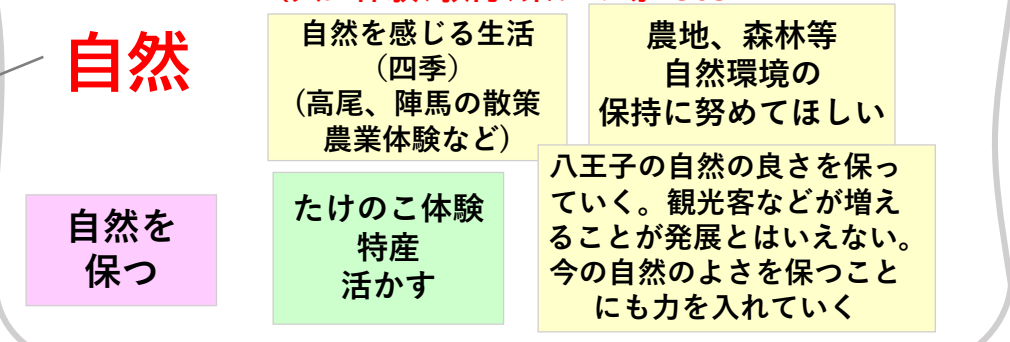 自然
自然を感じる生活
（四季）
(高尾、陣馬の散策
農業体験など)
農地、森林等
自然環境の
保持に努めてほしい
自然を
保つ
たけのこ体験
特産
活かす
八王子の自然の良さを保っ
ていく。観光客などが増え
ることが発展とはいえない。
今の自然のよさを保つこと
にも力を入れていく